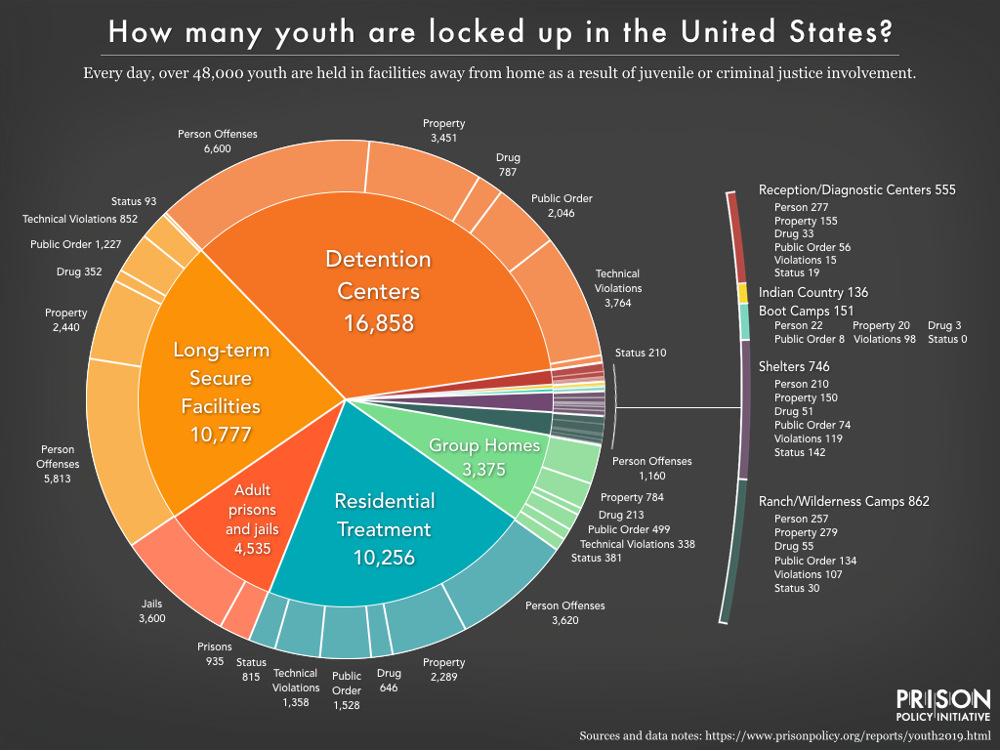 How many youth are locked up in the United States?
Every day, over 48,000 youth are held in facilities away from home as a result of juvenile or criminal justice involvement.
Detention
Centers
16,858
Person Offenses
6,600
Property
3,451
Drug
787
Public Order
2,046
Technical
Violations
3,764
Status 210
Long-term
Secure
Facilities
10,777
Status 93
Technical Violations 852
Public Order 1,227
Drug 352
Property
2,440
Person
Offenses
5,813
Adult
prisons
and jails
4,535
Jails
3,600
Prisons
935
Residential
Treatment
10,256
Status
815
Technical
Violations
1,358
Public
Order
1,528
Drug
646
Property
2,289
Person Offenses
3,620
Group Homes
3,375
Person Offenses
1,160
Property 784
Drug 213
Public Order 499
Technical Violations 338
Status 381
Reception/Diagnostic Centers 555
Person 277
Property 155
Drug 33
Public Order 56
Violations 15
Status 19
Indian Country 136
Boot Camps 151
Person 22 Property 20 Drug 3
Public Order 8 Violations 98 Status 0
Shelters 746
Person 210
Property 150
Drug 51
Public Order 74
Violations 119
Status 142
Ranch/Wilderness Camps 862
Person 257
Property 279
Drug 55
Public Order 134
Violations 107
Status 30
PRISON
POLICY INITIATIVE
Sources and data notes: https://www.prisonpolicy.org/reports/youth2019.html